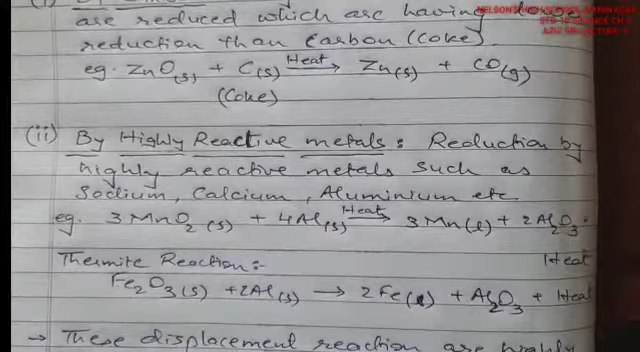 are reduced which are having low
reduction than Carbon (Coke).
eg. ZnO(s) + C(s) Heat→ Zn(s) + CO(g)
(Coke)
(ii) By Highly Reactive metals: Reduction by
highly reactive metals such as
Sodium, Calcium, Aluminium etc.
eg. 3MnO₂(s) + 4Al(s) Heat→ 3Mn(l) + 2Al₂O₃ +
Heat
Thermite Reaction:-
Fe₂O₃(s) + 2Al(s) → 2Fe(l) + Al₂O₃ + Heat
→ These displacement reaction are highly